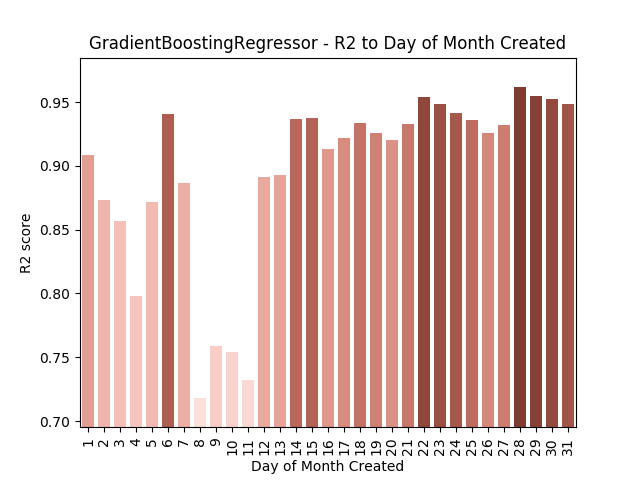 GradientBoostingRegressor - R2 to Day of Month Created
0.95
0.90
0.85
0.80
0.75
0.70
R2 score
1 2 3 4 5 6 7 8 9 10 11 12 13 14 15 16 17 18 19 20 21 22 23 24 25 26 27 28 29 30 31
Day of Month Created